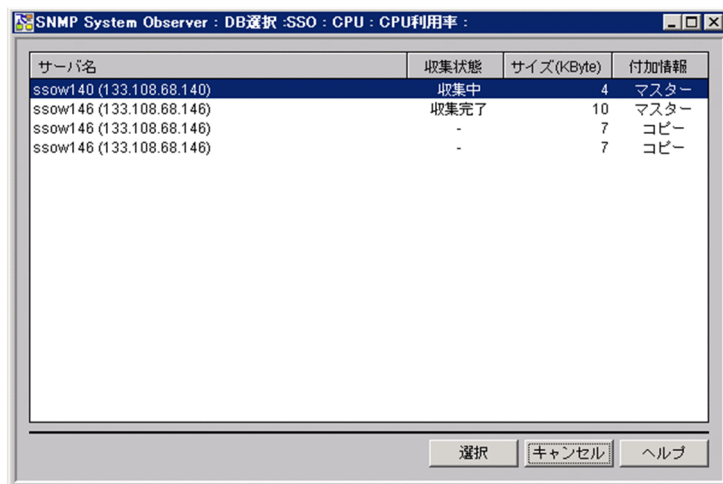 SNMP System Observer : DB選択 :SSO : CPU : CPU利用率 :
サーバ名 収集状態 サイズ(KByte) 付加情報
ssow140 (133.108.68.140) 収集中 4 マスター
ssow146 (133.108.68.146) 収集完了 10 マスター
ssow146 (133.108.68.146) - 7 コピー
ssow146 (133.108.68.146) - 7 コピー
選択 キャンセル ヘルプ